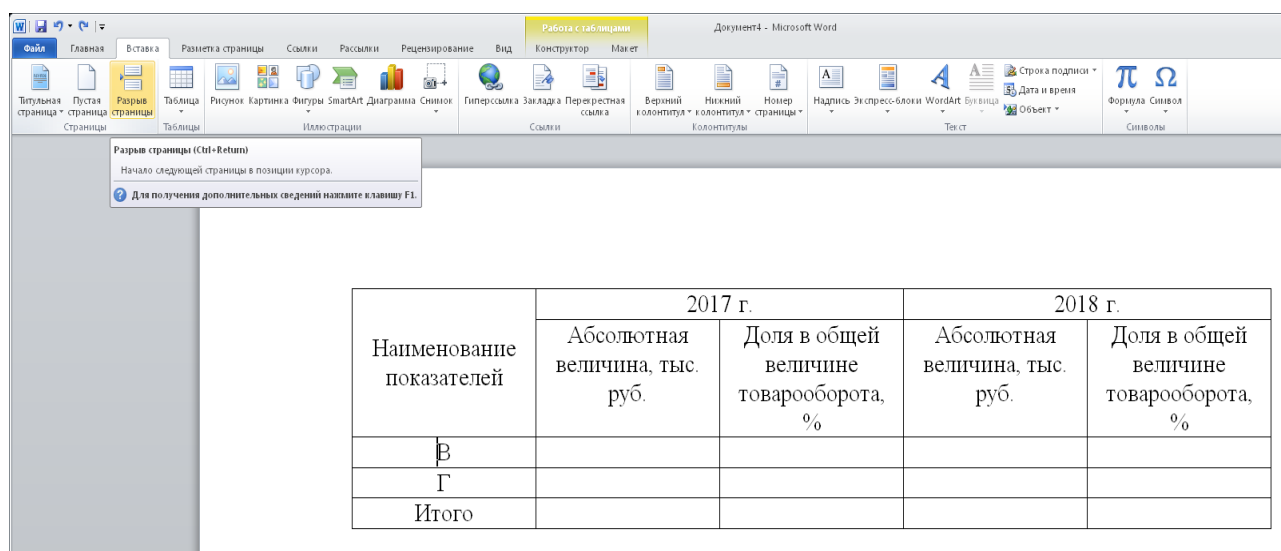 Работа с таблицами
Документ4 - Microsoft Word
Файл Главная Вставка Разметка страницы Ссылки Рассылки Рецензирование Вид Конструктор Макет
Титульная страница Пустая страница Разрыв страницы Таблица Рисунок Картинка Фигуры SmartArt Диаграмма Снимок Гиперссылка Закладка Перекрестная ссылка Верхний колонтитул Нижний колонтитул Номер страницы Надпись Экспресс-блоки WordArt Буквица Строка подписи
Дата и время
Объект
Формула Символ
Страницы Таблицы Иллюстрации Ссылки Колонтитулы Текст Символы
Разрыв страницы (Ctrl+Return)
Начало следующей страницы в позиции курсора.
Для получения дополнительных сведений нажмите клавишу F1.
Наименование показателей
2017 г. 2018 г.
Абсолютная Доля в общей Абсолютная Доля в общей
величина, тыс. величине величина, тыс. величине
руб. товарооборота, руб. товарооборота,
% %
В
Г
Итого